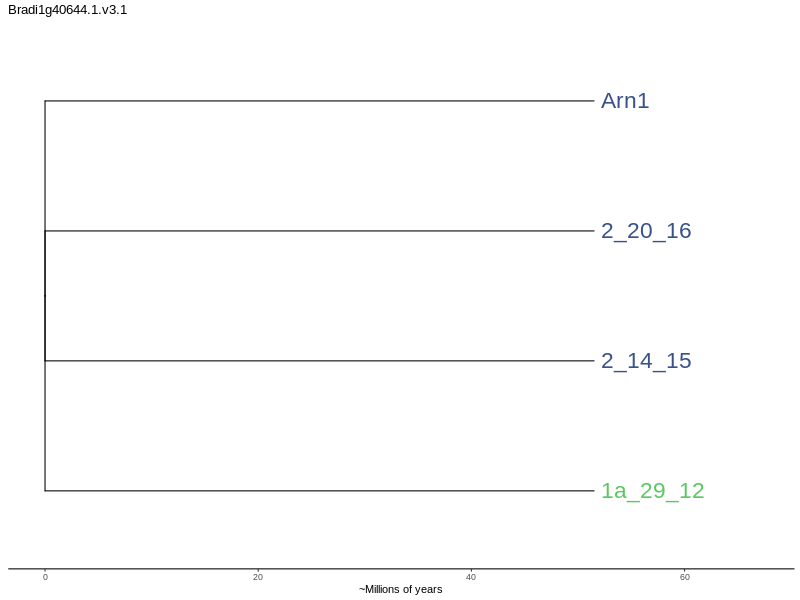 Bradi1g40644.1.v3.1
Arn1
2_20_16
2_14_15
1a_29_12
0 20 40 60
~Millions of years